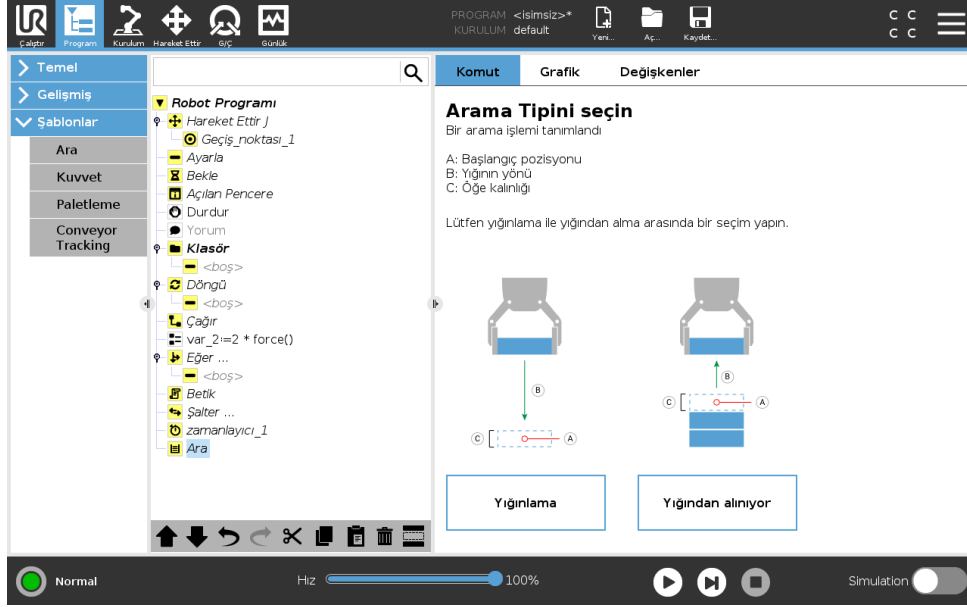 PROGRAM <isimsiz>*
KURULUM default
Çalıştır
Program
Kurulum
Hareket Ettir
G/Ç
Günlük
Yeni...
Aç...
Kaydet...
C C
C C
Temel
Gelişmiş
Şablonlar
Ara
Kuvvet
Paletleme
Conveyor
Tracking
Robot Programı
Hareket Ettir J
Geçiş_noktası_1
Ayarla
Bekle
Açılan Pencere
Durdur
Yorum
Klasör
<boş>
Döngü
<boş>
Çağır
var_2:=2 * force()
Eğer ...
<boş>
Betik
Şalter ...
zamanlayıcı_1
Ara
Komut
Grafik
Değişkenler
Arama Tipini seçin
Bir arama işlemi tanımlandı
A: Başlangıç pozisyonu
B: Yığının yönü
C: Öğe kalınlığı
Lütfen yığınlama ile yığından alma arasında bir seçim yapın.
B
C
A
B
C
A
Yığınlama
Yığından alınıyor
Normal
Hız
100%
Simulation